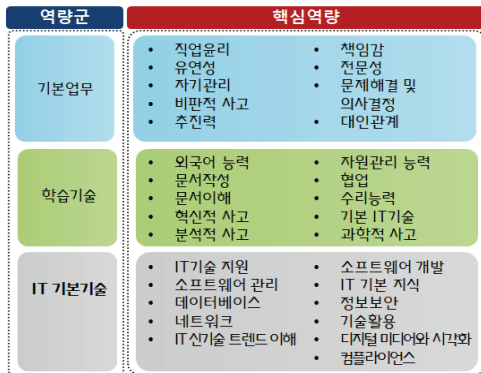 역량군
핵심역량
기본업무
• 직업윤리
• 유연성
• 자기관리
• 비판적 사고
• 추진력
• 책임감
• 전문성
• 문제해결 및
의사결정
• 대인관계
학습기술
• 외국어 능력
• 문서작성
• 문서이해
• 혁신적 사고
• 분석적 사고
• 자원관리 능력
• 협업
• 수리능력
• 기본 IT기술
• 과학적 사고
IT 기본기술
• IT기술 지원
• 소프트웨어 관리
• 데이터베이스
• 네트워크
• IT신기술 트렌드 이해
• 소프트웨어 개발
• IT 기본 지식
• 정보보안
• 기술활용
• 디지털 미디어와 시각화
• 컴플라이언스